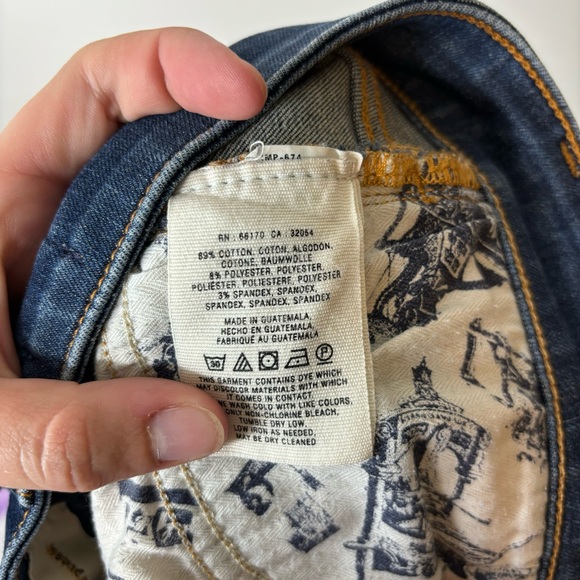 MP-674
RN : 66170 CA : 32054
89% COTTON, COTON, ALGODON,
COTONE, BAUMWOLLE
8% POLYESTER, POLYESTER,
POLIESTER, POLIESTERE, POLYESTER
3% SPANDEX, SPANDEX,
SPANDEX, SPANDEX, SPANDEX
MADE IN GUATEMALA,
HECHO EN GUATEMALA,
FABRIQUÉ AU GUATEMALA
30
P
THIS GARMENT CONTAINS DYE WHICH
MAY DISCOLOR MATERIALS WITH WHICH
IT COMES IN CONTACT.
WASH COLD WITH LIKE COLORS,
ONLY NON-CHLORINE BLEACH,
TUMBLE DRY LOW,
LOW IRON AS NEEDED,
MAY BE DRY CLEANED